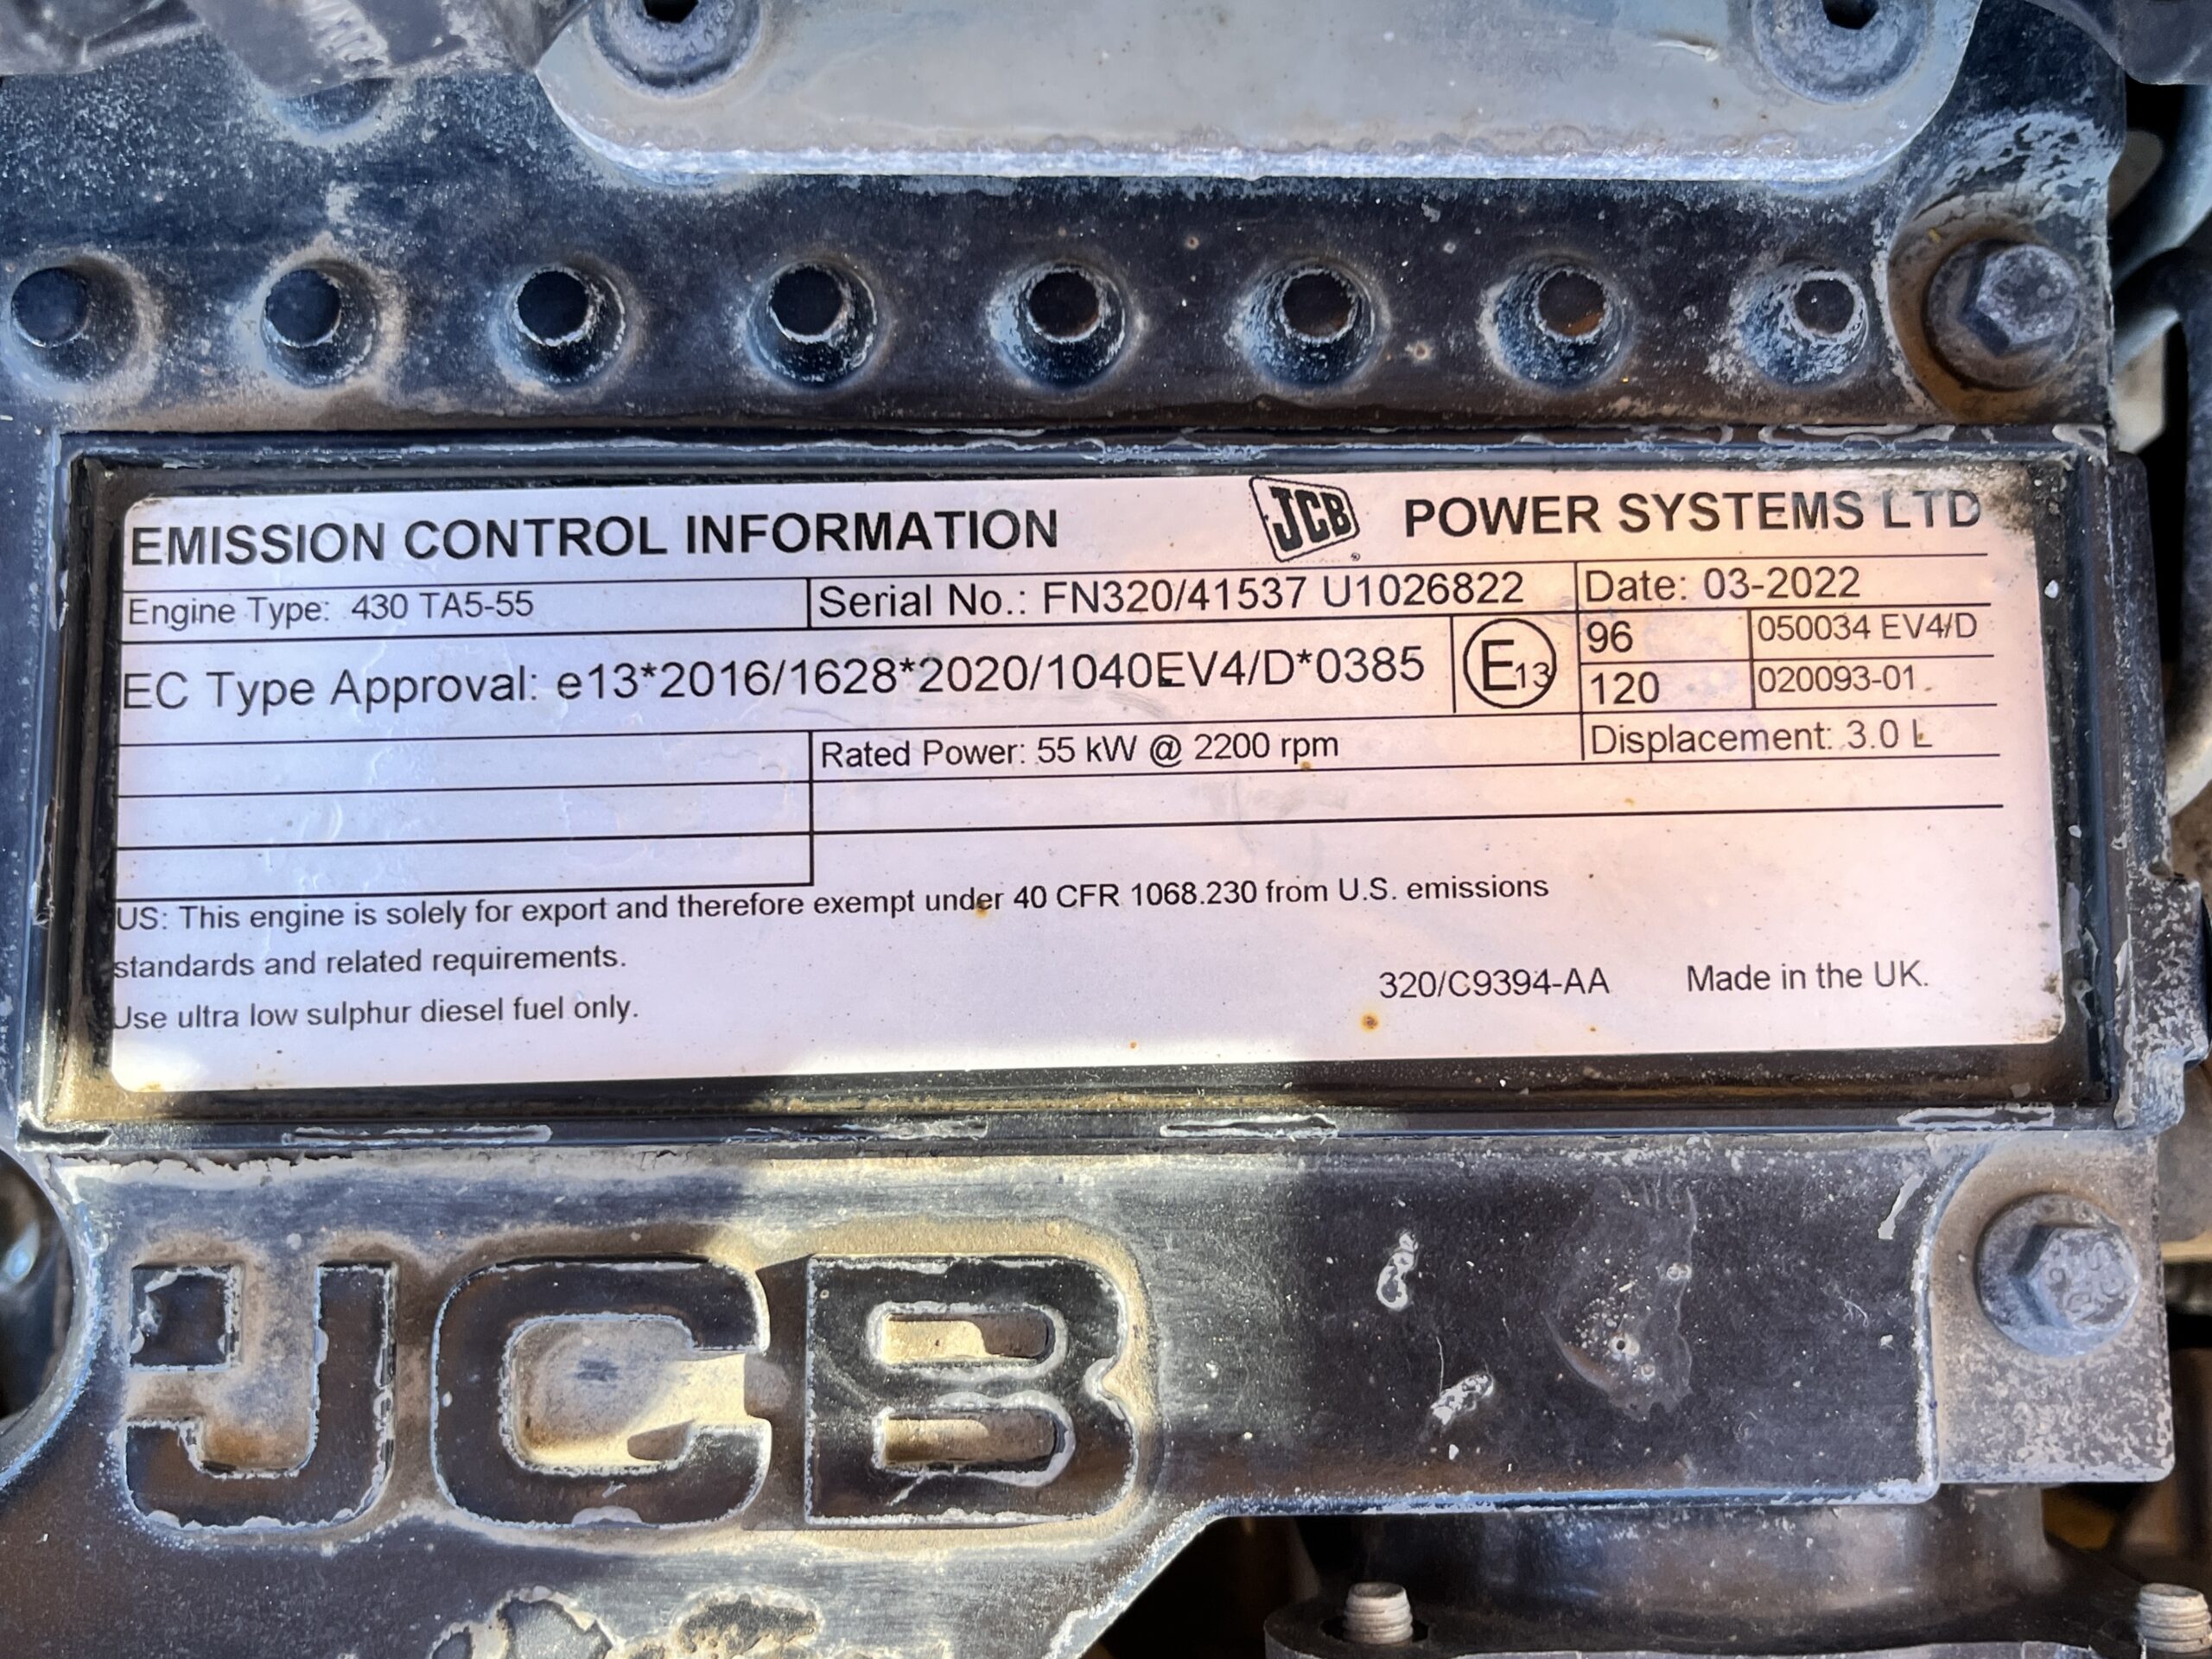 EMISSION CONTROL INFORMATION JCB POWER SYSTEMS LTD
Engine Type: 430 TA5-55 Serial No.: FN320/41537 U1026822 Date: 03-2022
EC Type Approval: e13*2016/1628*2020/1040EV4/D*0385 E13 96 050034 EV4/D
120 020093-01
Rated Power: 55 kW @ 2200 rpm Displacement: 3.0 L
US: This engine is solely for export and therefore exempt under 40 CFR 1068.230 from U.S. emissions
standards and related requirements.
Use ultra low sulphur diesel fuel only. 320/C9394-AA Made in the UK.
JCB